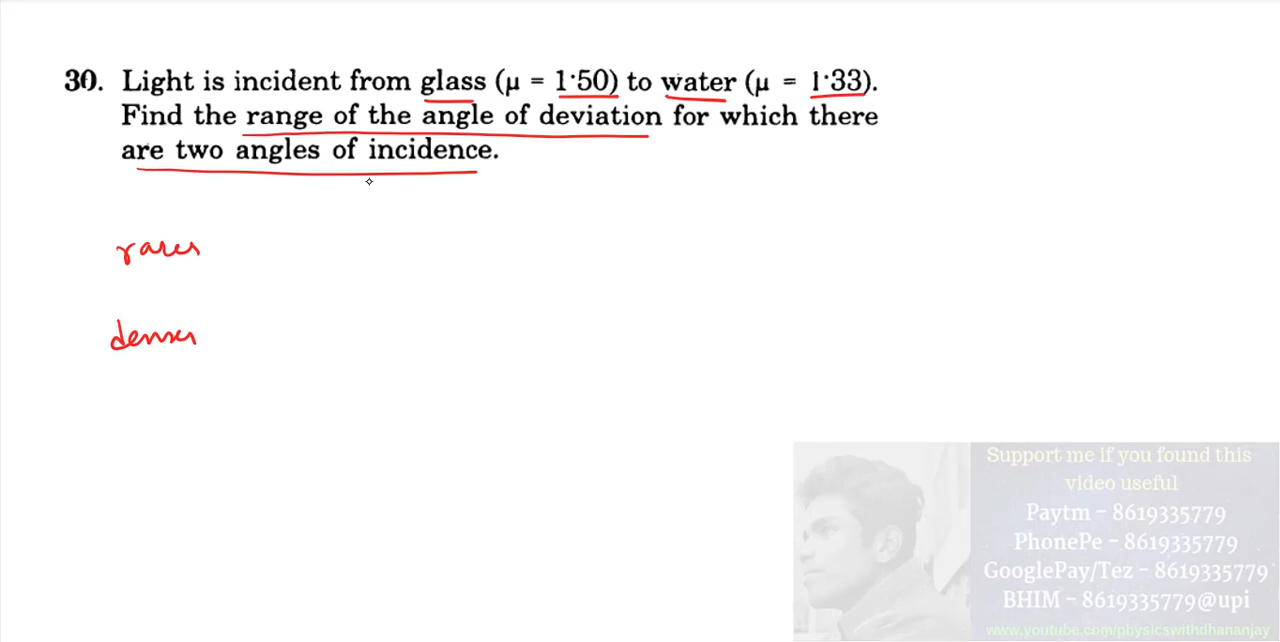 30. Light is incident from glass (μ = 1·50) to water (μ = 1·33).
Find the range of the angle of deviation for which there
are two angles of incidence.
rarer
denser
Support me if you found this
video useful
Paytm - 8619335779
PhonePe - 8619335779
GooglePay/Tez - 8619335779
BHIM - 8619335779@upi
www.youtube.com/physicswithdhananjay